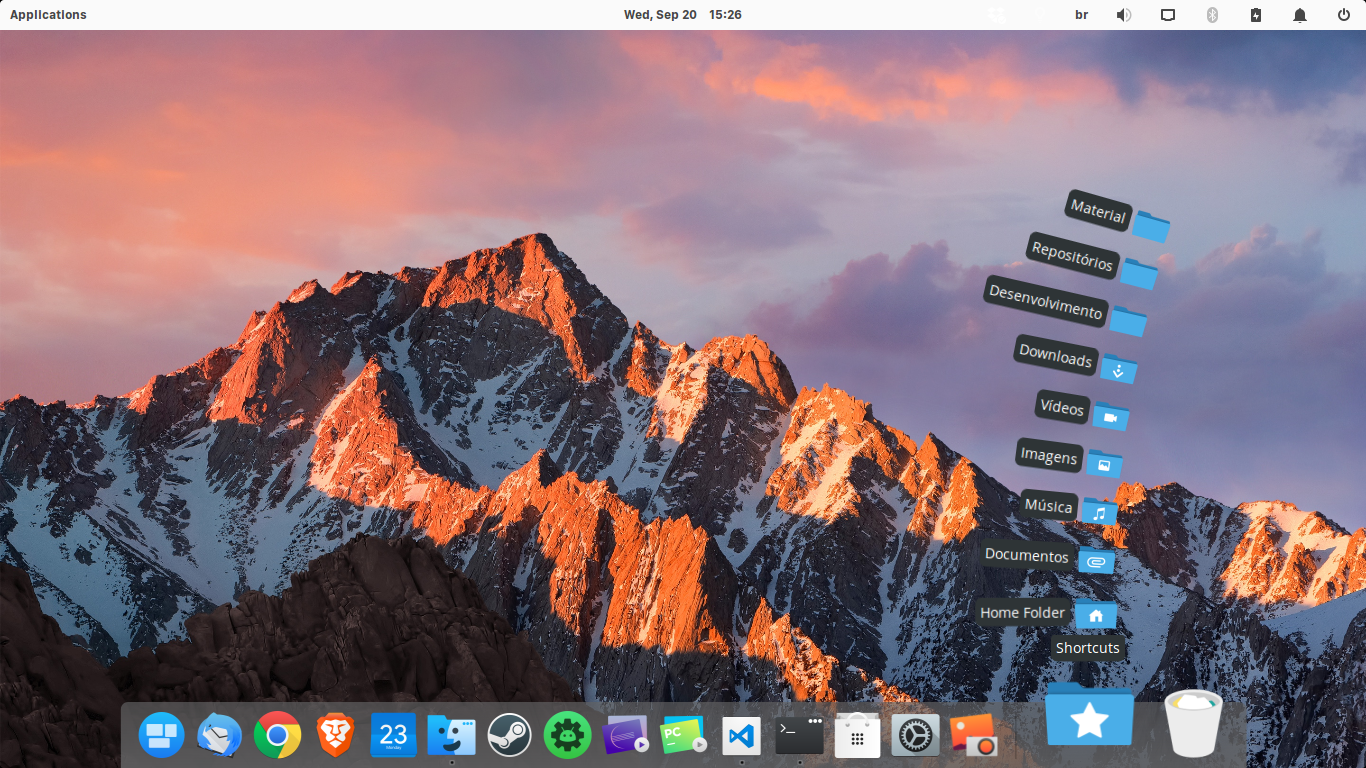 Applications
Wed, Sep 20 15:26
br
Material
Repositórios
Desenvolvimento
Downloads
Vídeos
Imagens
Música
Documentos
Home Folder
Shortcuts
23
Monday
PC
>_